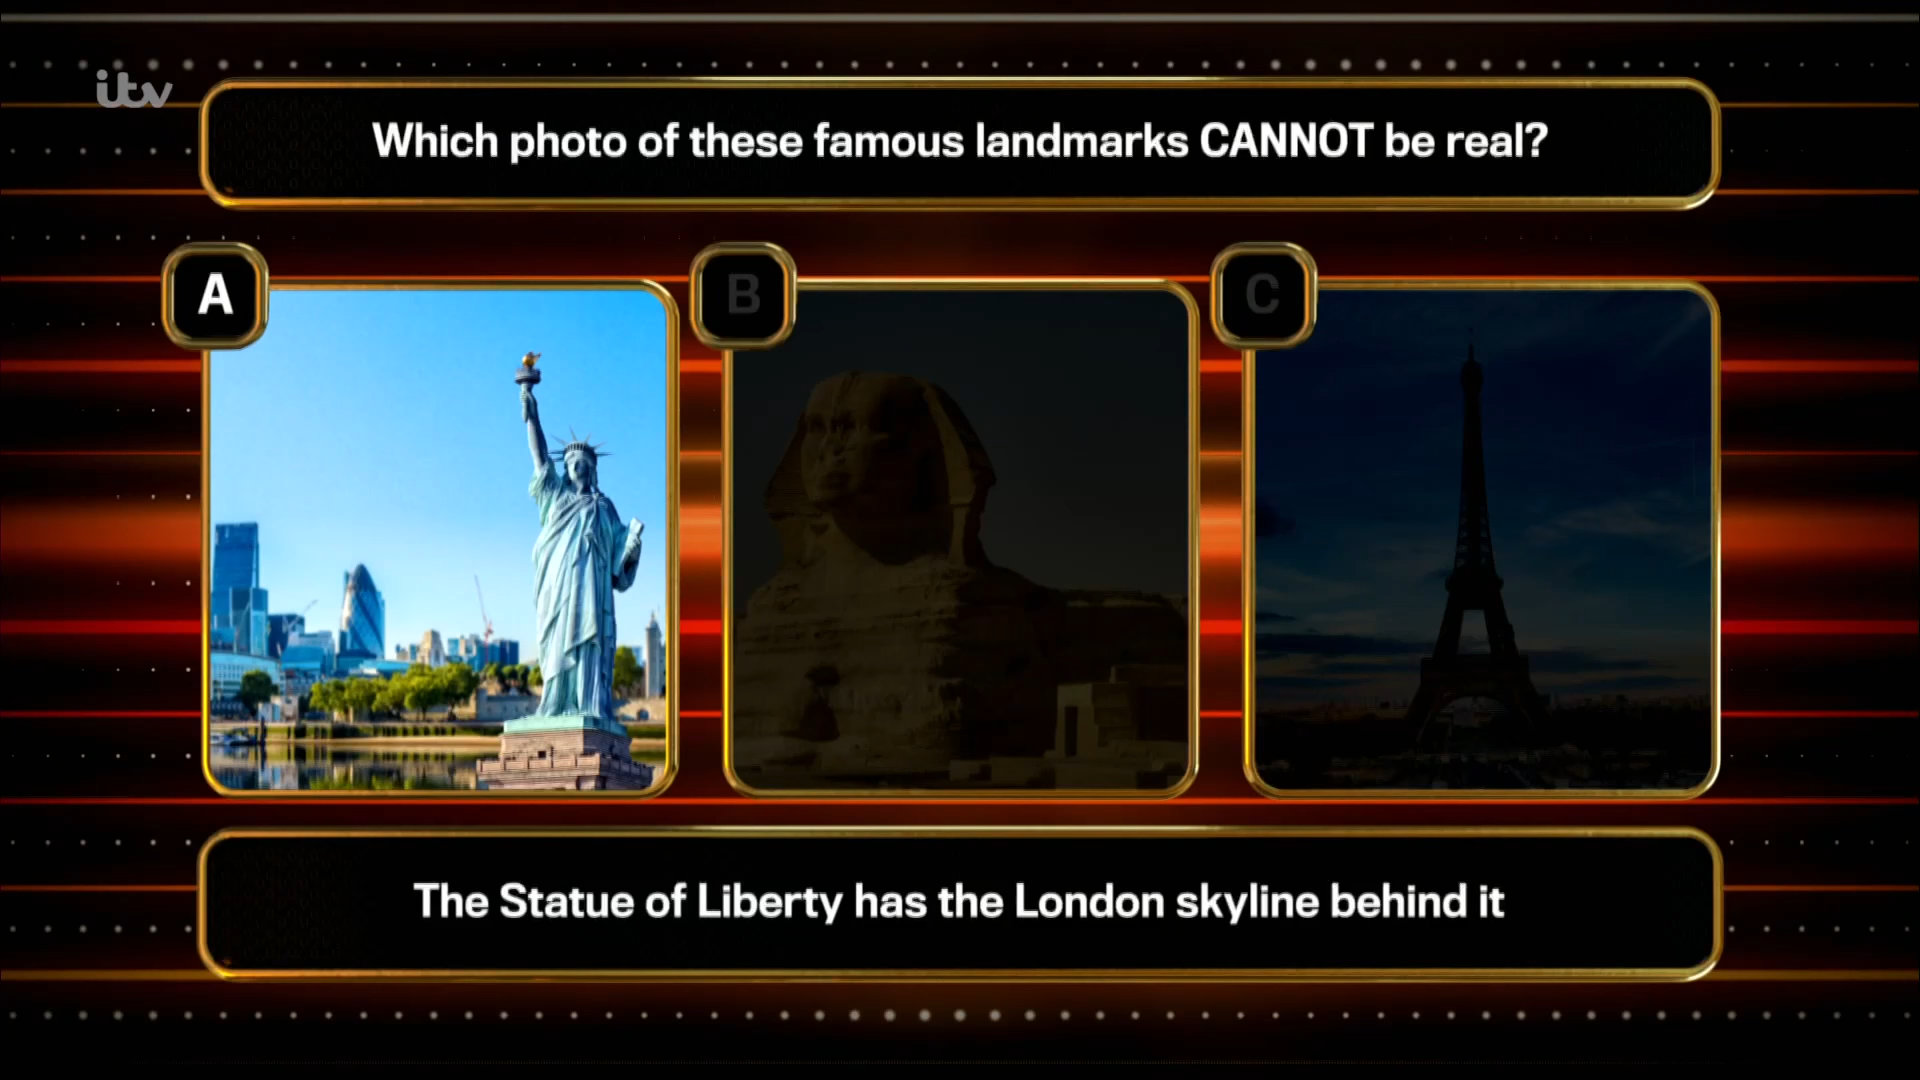 itv
Which photo of these famous landmarks CANNOT be real?
A
B
C
The Statue of Liberty has the London skyline behind it